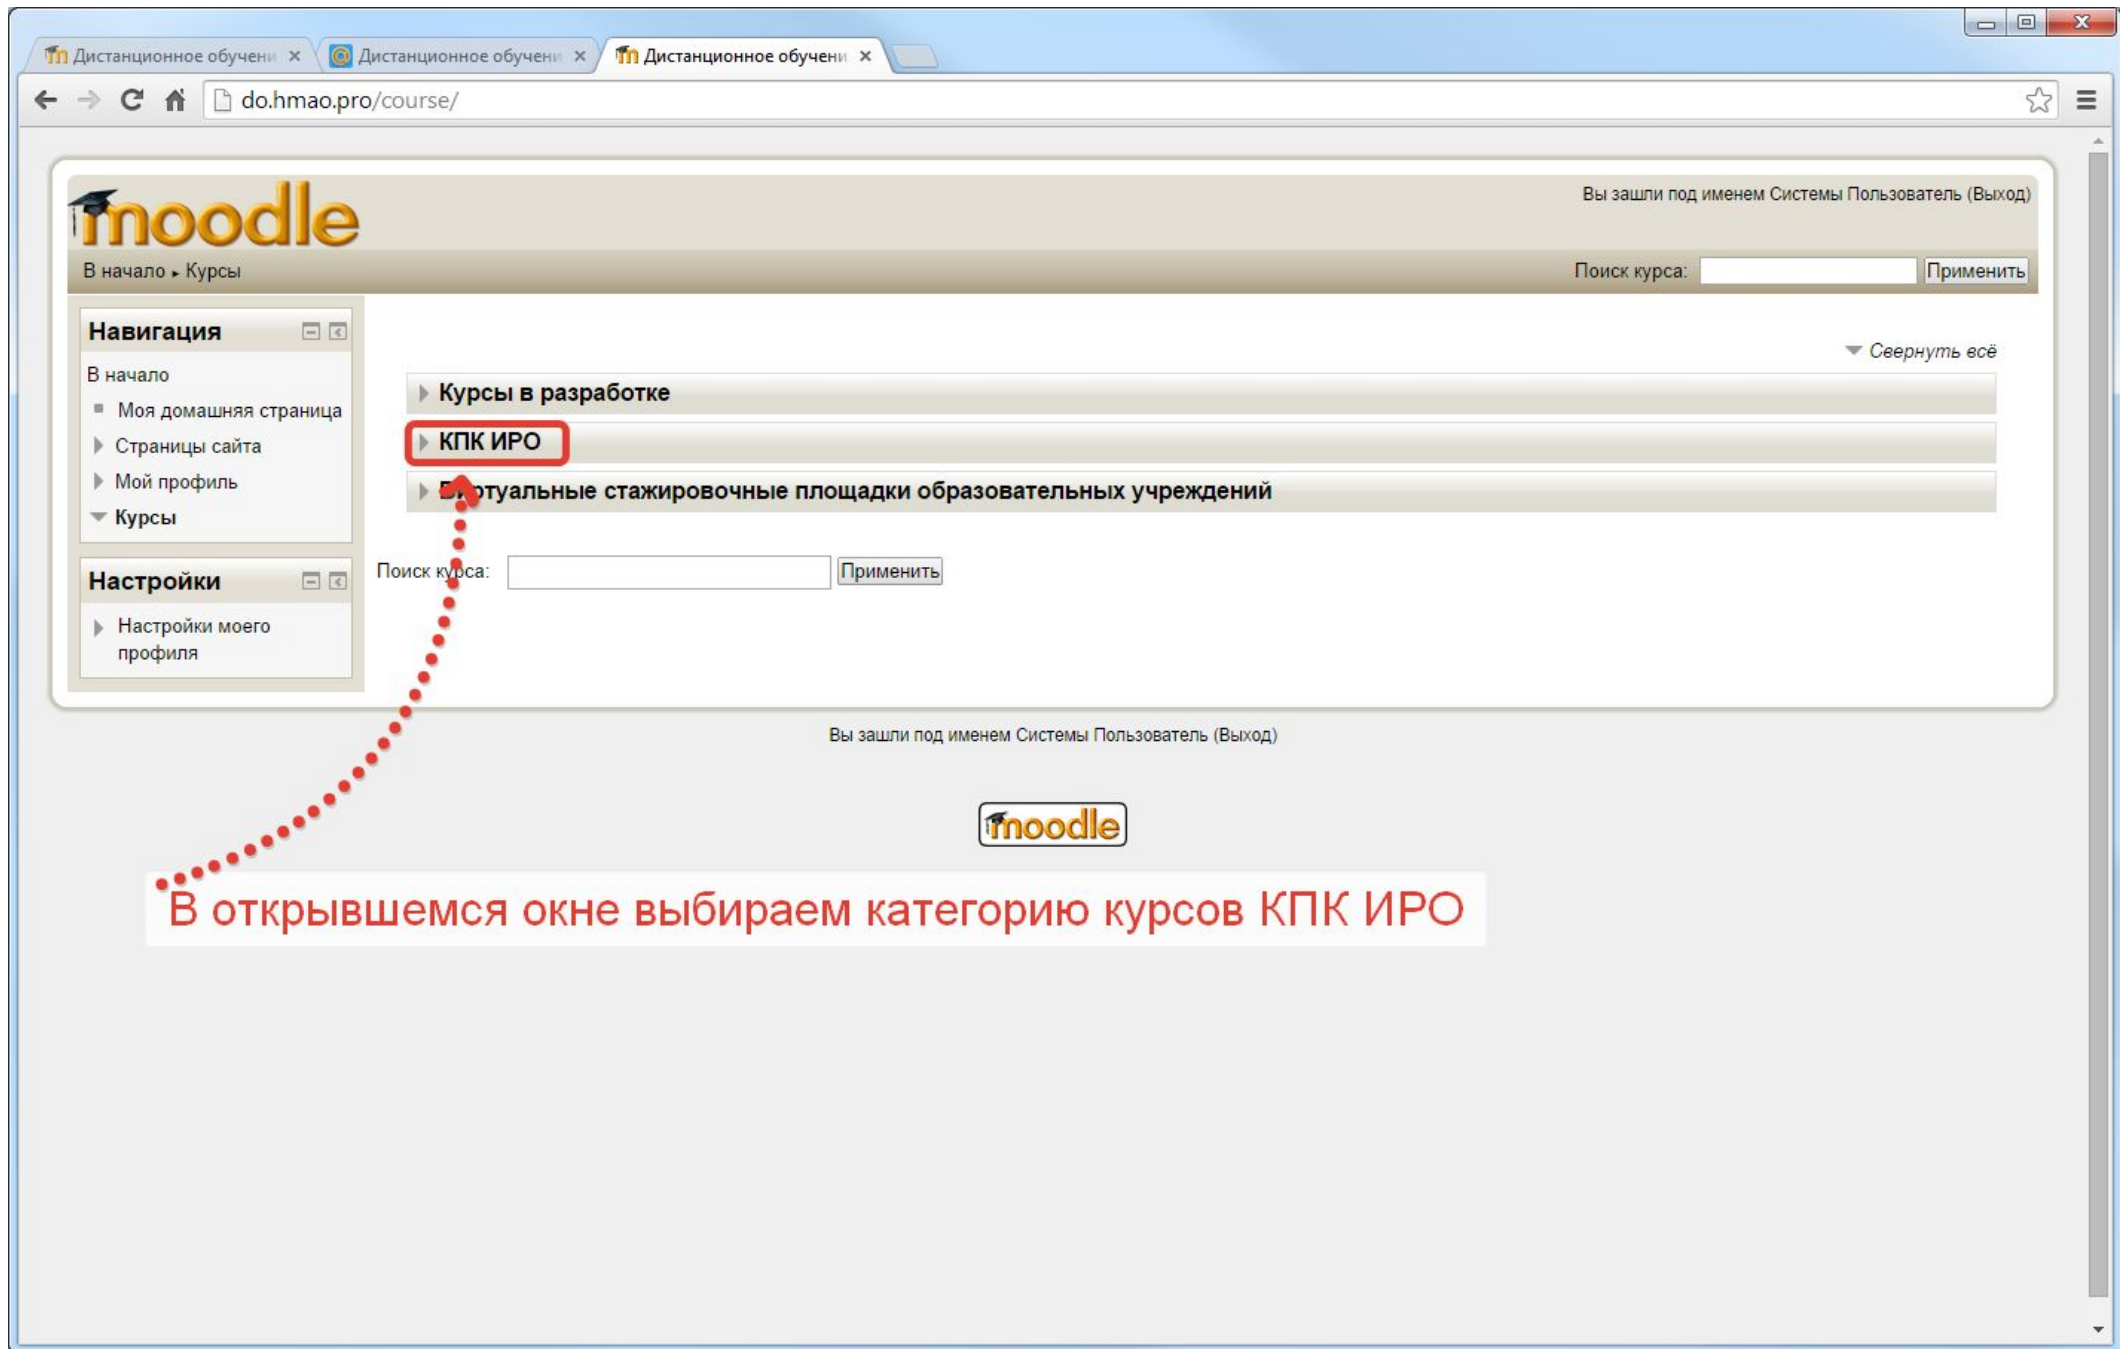 Дистанционное обучени
Дистанционное обучени
Дистанционное обучени
do.hmao.pro/course/
moodle
Вы зашли под именем Системы Пользователь (Выход)
В начало ▸ Курсы
Поиск курса:
Применить
Навигация
В начало
Моя домашняя страница
Страницы сайта
Мой профиль
Курсы
Настройки
Настройки моего
профиля
Свернуть всё
Курсы в разработке
КПК ИРО
Виртуальные стажировочные площадки образовательных учреждений
Поиск курса:
Применить
Вы зашли под именем Системы Пользователь (Выход)
moodle
В открывшемся окне выбираем категорию курсов КПК ИРО